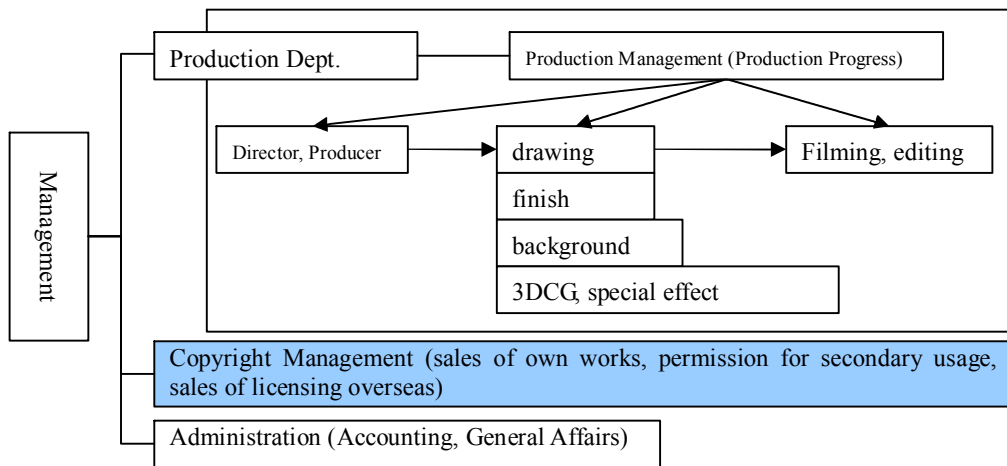 Production Dept.
Production Management (Production Progress)
Management
Director, Producer
drawing
Filming, editing
finish
background
3DCG, special effect
Copyright Management (sales of own works, permission for secondary usage,
sales of licensing overseas)
Administration (Accounting, General Affairs)